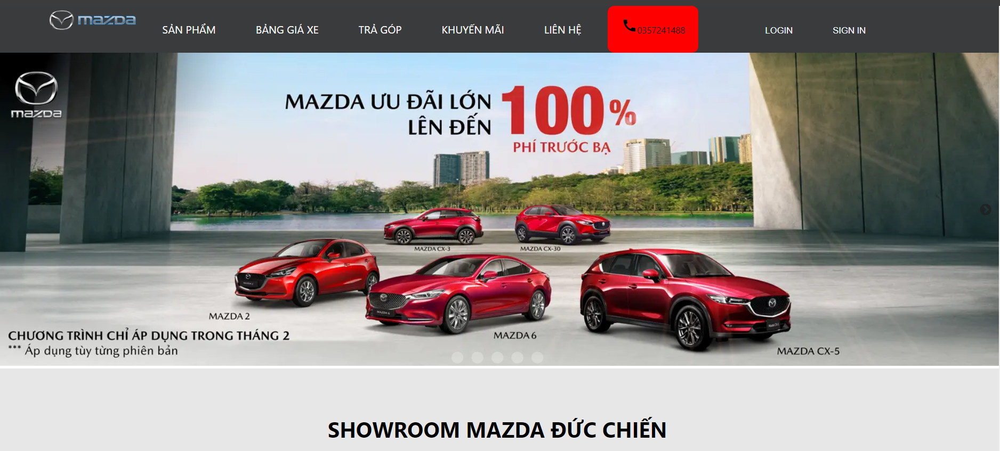 mazda
SẢN PHẨM
BẢNG GIÁ XE
TRẢ GÓP
KHUYẾN MÃI
LIÊN HỆ
0357241488
LOGIN
SIGN IN
mazda
MAZDA ƯU ĐÃI LỚN
LÊN ĐẾN
100%
PHÍ TRƯỚC BẠ
MAZDA CX-3
MAZDA CX-30
MAZDA 2
MAZDA 6
MAZDA CX-5
CHƯƠNG TRÌNH CHỈ ÁP DỤNG TRONG THÁNG 2
*** Áp dụng tùy từng phiên bản
SHOWROOM MAZDA ĐỨC CHIẾN